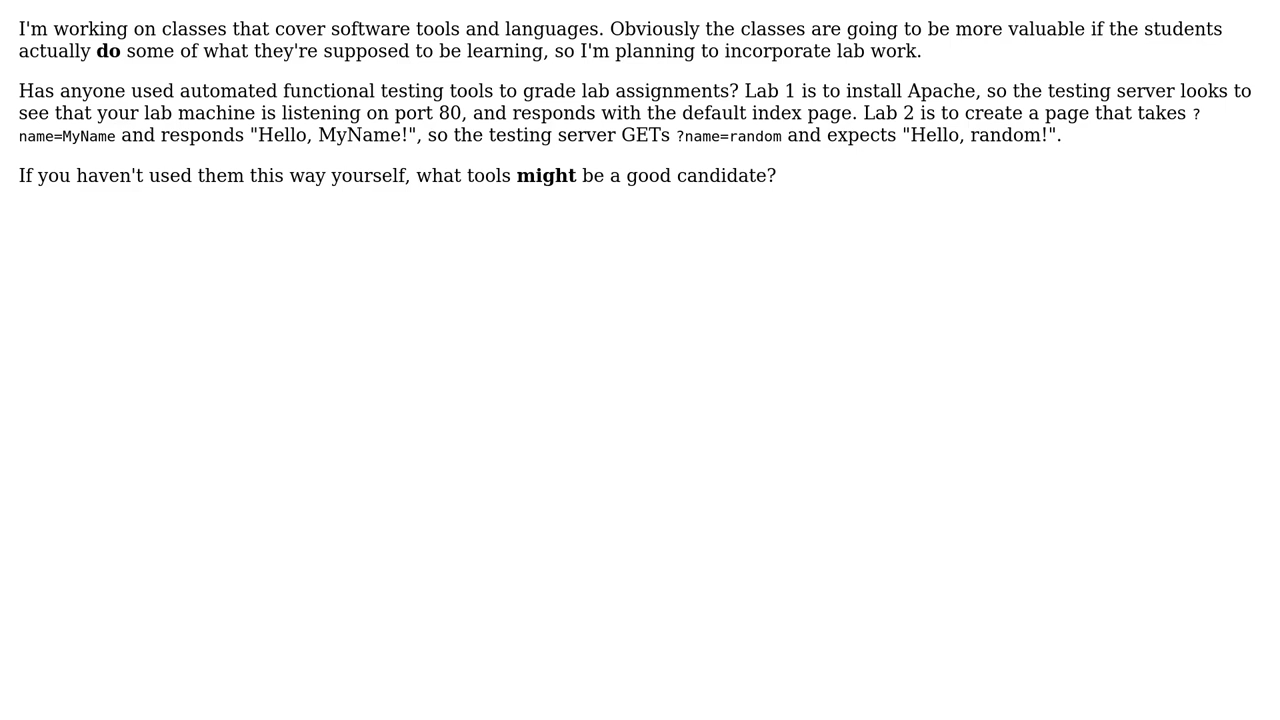 I'm working on classes that cover software tools and languages. Obviously the classes are going to be more valuable if the students
actually do some of what they're supposed to be learning, so I'm planning to incorporate lab work.
Has anyone used automated functional testing tools to grade lab assignments? Lab 1 is to install Apache, so the testing server looks to
see that your lab machine is listening on port 80, and responds with the default index page. Lab 2 is to create a page that takes ?
name=MyName and responds "Hello, MyName!", so the testing server GETs ?name=random and expects "Hello, random!".
If you haven't used them this way yourself, what tools might be a good candidate?